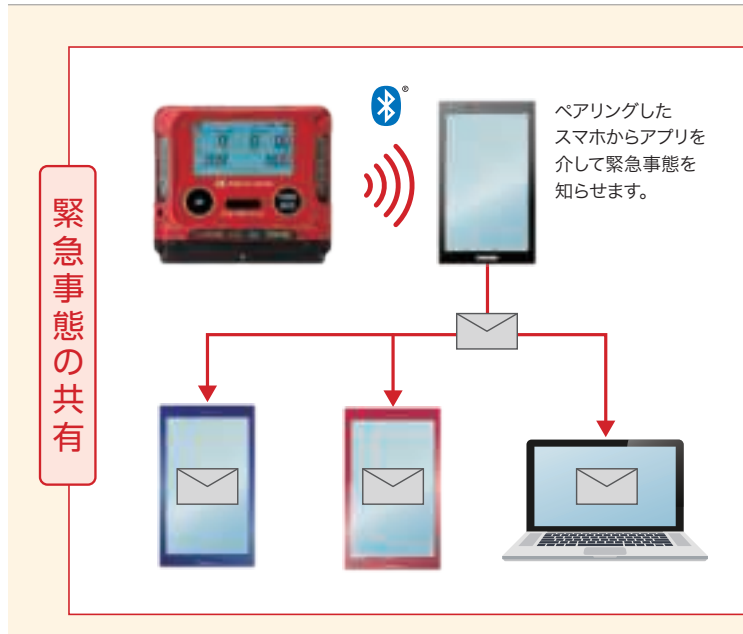 緊急事態の共有
ペアリングした
スマホからアプリを
介して緊急事態を
知らせます。
®